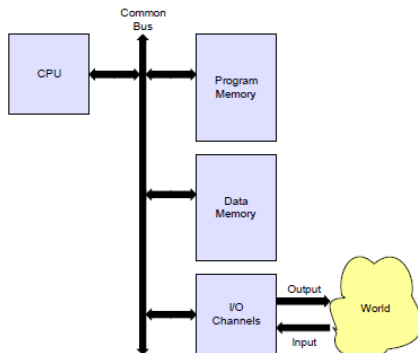 Common
Bus
CPU
Program
Memory
Data
Memory
I/O
Channels
Output
Input
World